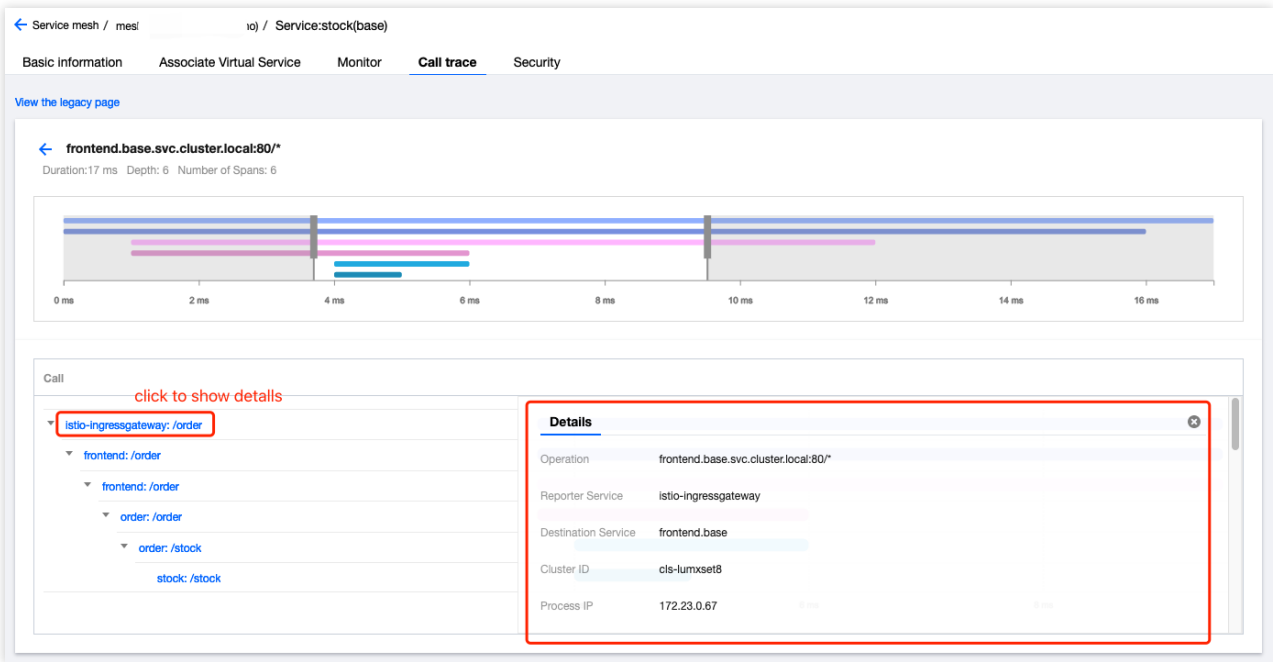 Service mesh / mesl no) / Service:stock(base)
Basic information Associate Virtual Service Monitor Call trace Security
View the legacy page
frontend.base.svc.cluster.local:80/*
Duration:17 ms Depth: 6 Number of Spans: 6
0 ms 2 ms 4 ms 6 ms 8 ms 10 ms 12 ms 14 ms 16 ms
Call
click to show detalls
istio-ingressgateway: /order
frontend: /order
frontend: /order
order: /order
order: /stock
stock: /stock
Details
Operation frontend.base.svc.cluster.local:80/*
Reporter Service istio-ingressgateway
Destination Service frontend.base
Cluster ID cls-lumxset8
Process IP 172.23.0.67